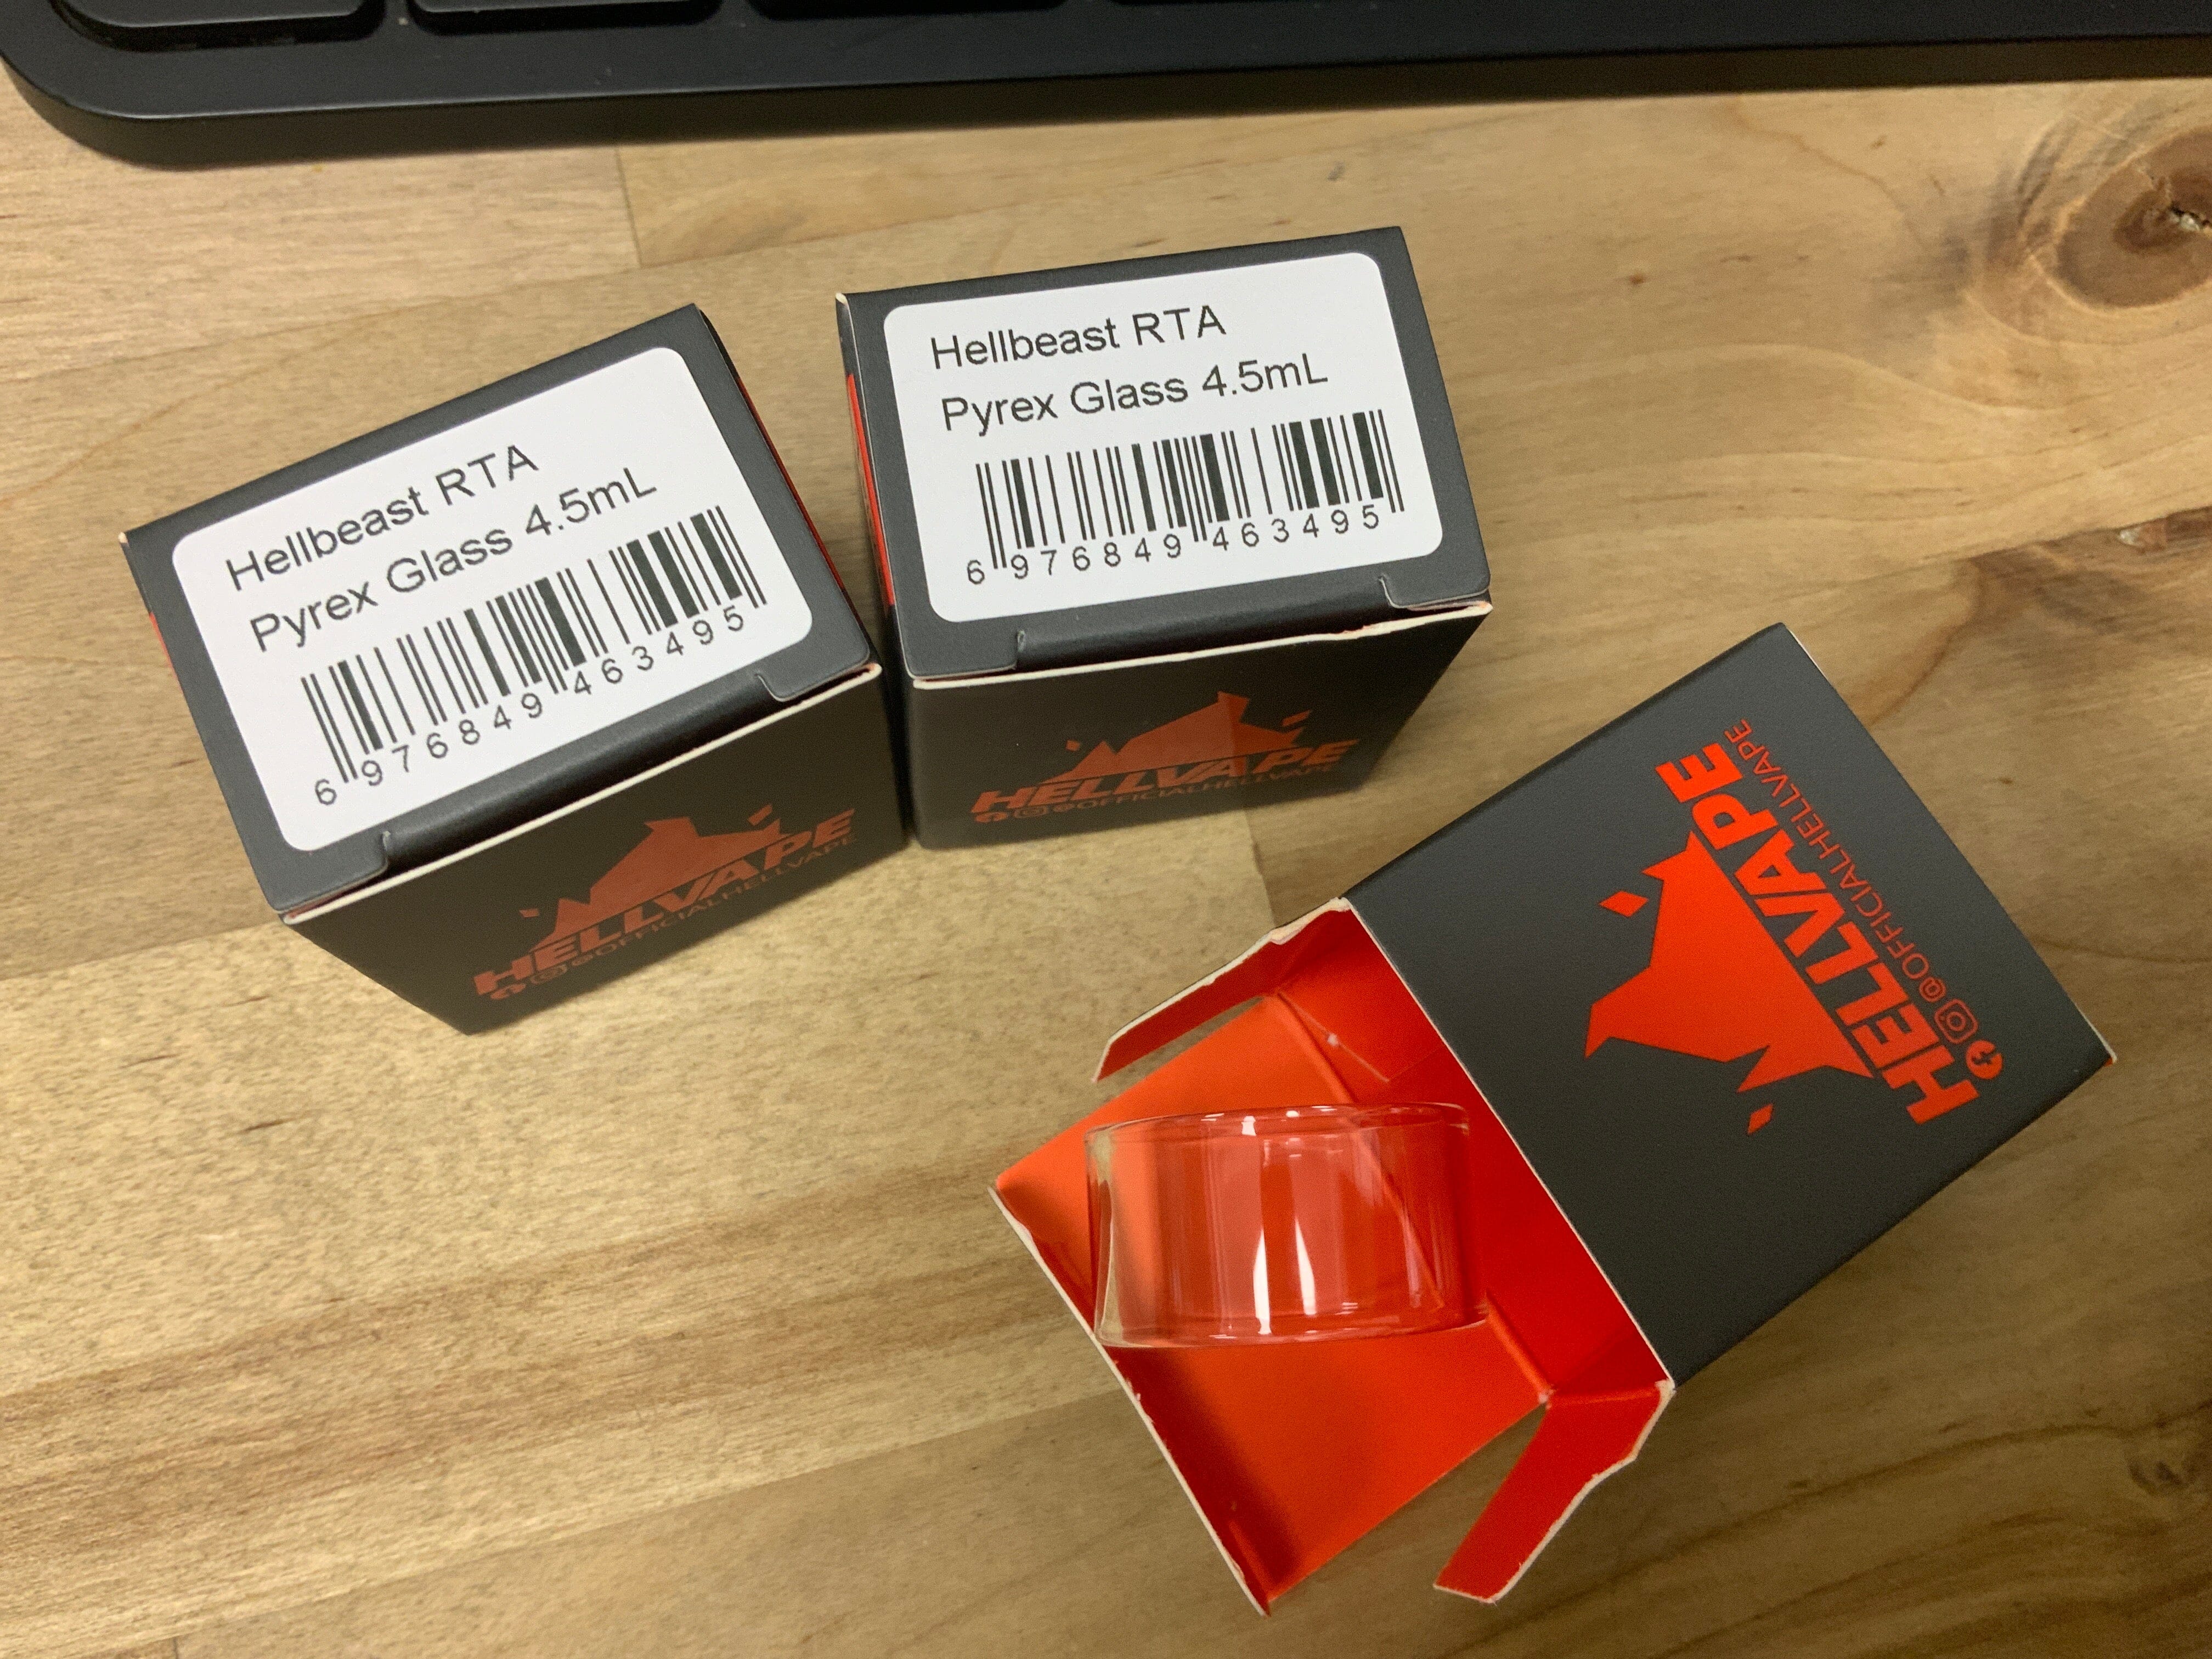 Hellbeast RTA
Pyrex Glass 4.5mL
6 976849 463495
HELLVAPE
@OFFICIALHELLVAPE
Hellbeast RTA
Pyrex Glass 4.5mL
6 976849 463495
HELLVAPE
@OFFICIALHELLVAPE
HELLVAPE
@OFFICIALHELLVAPE